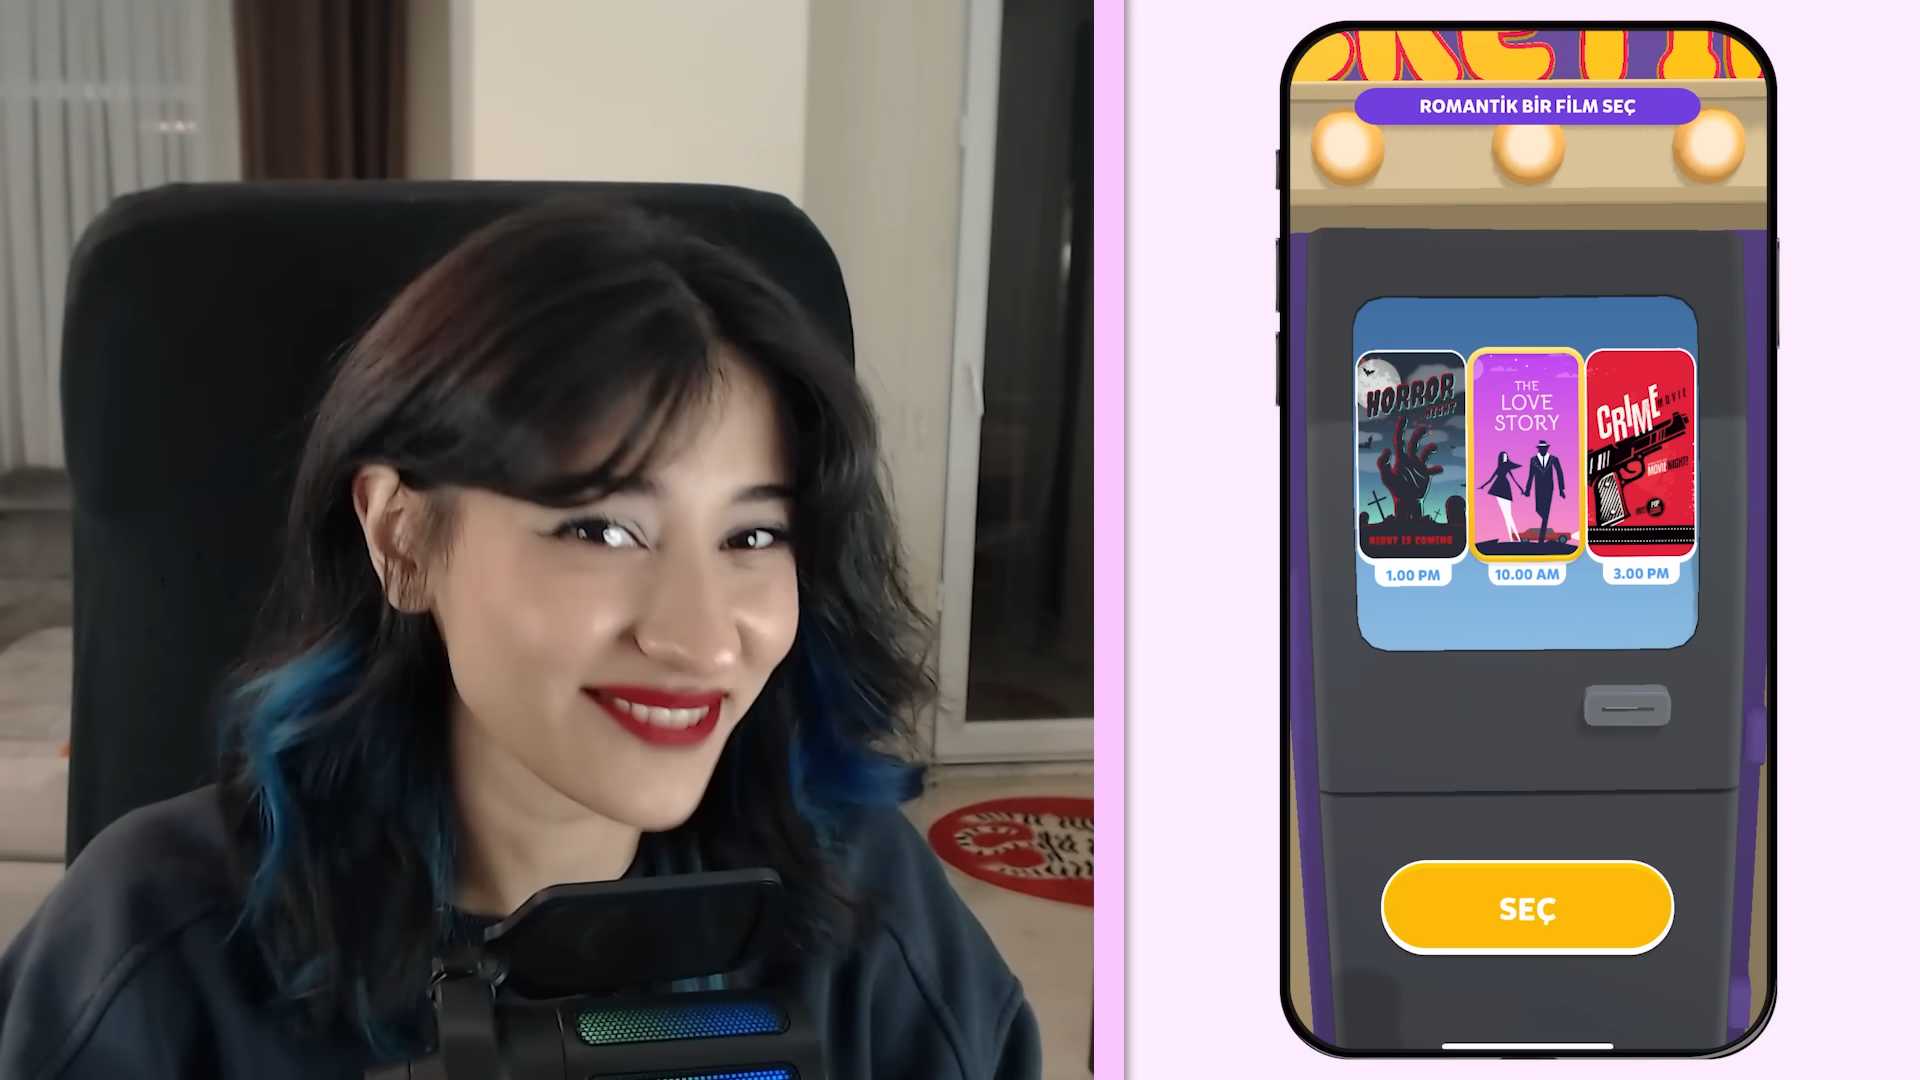 ROMANTİK BİR FİLM SEÇ
HORROR
NIGHT
NIGHT IS COMING
1.00 PM
THE
LOVE
STORY
10.00 AM
CRIME
MOVIE
MOVIE NIGHT!
3.00 PM
SEÇ